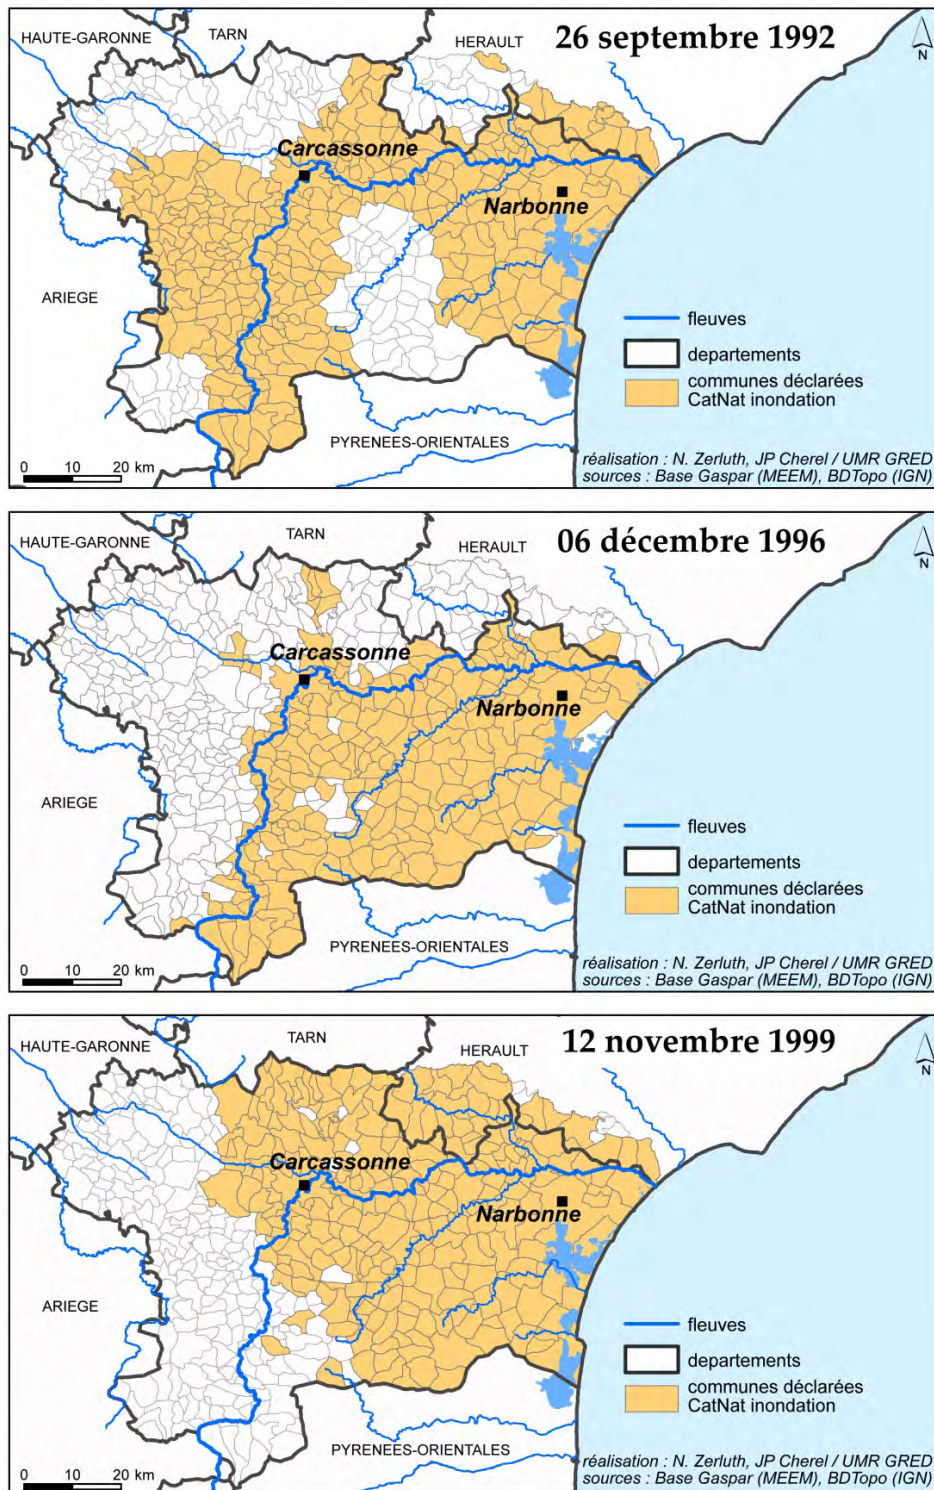 26 septembre 1992
HAUTE-GARONNE
TARN
HERAULT
N
Carcassonne
Narbonne
ARIEGE
fleuves
departements
communes déclarées
CatNat inondation
PYRENEES-ORIENTALES
0 10 20 km
réalisation : N. Zerluth, JP Cherel / UMR GRED
sources : Base Gaspar (MEEM), BDTopo (IGN)
06 décembre 1996
HAUTE-GARONNE
TARN
HERAULT
N
Carcassonne
Narbonne
ARIEGE
fleuves
departements
communes déclarées
CatNat inondation
PYRENEES-ORIENTALES
0 10 20 km
réalisation : N. Zerluth, JP Cherel / UMR GRED
sources : Base Gaspar (MEEM), BDTopo (IGN)
12 novembre 1999
HAUTE-GARONNE
TARN
HERAULT
N
Carcassonne
Narbonne
ARIEGE
fleuves
departements
communes déclarées
CatNat inondation
PYRENEES-ORIENTALES
0 10 20 km
réalisation : N. Zerluth, JP Cherel / UMR GRED
sources : Base Gaspar (MEEM), BDTopo (IGN)